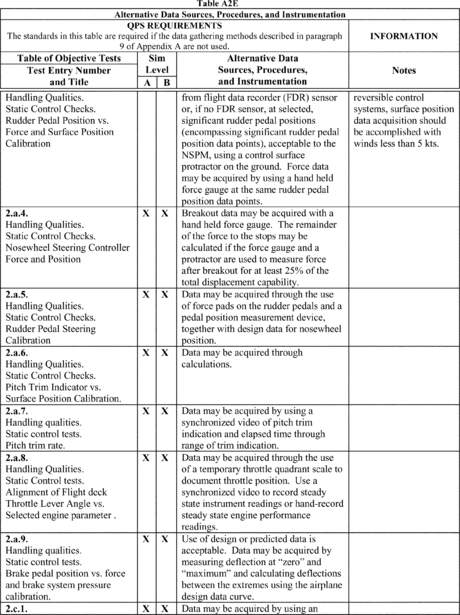 Table A2E
Alternative Data Sources, Procedures, and Instrumentation
QPS REQUIREMENTS
The standards in this table are required if the data gathering methods described in paragraph
9 of Appendix A are not used.
INFORMATION
Table of Objective Tests
Test Entry Number
and Title
Sim
Level
A B
Alternative Data
Sources, Procedures,
and Instrumentation
Notes
Handling Qualities.
Static Control Checks.
Rudder Pedal Position vs.
Force and Surface Position
Calibration
from flight data recorder (FDR) sensor
or, if no FDR sensor, at selected,
significant rudder pedal positions
(encompassing significant rudder pedal
position data points), acceptable to the
NSPM, using a control surface
protractor on the ground. Force data
may be acquired by using a hand held
force gauge at the same rudder pedal
position data points.
reversible control
systems, surface position
data acquisition should
be accomplished with
winds less than 5 kts.
2.a.4.
Handling Qualities.
Static Control Checks.
Nosewheel Steering Controller
Force and Position
X X
Breakout data may be acquired with a
hand held force gauge. The remainder
of the force to the stops may be
calculated if the force gauge and a
protractor are used to measure force
after breakout for at least 25% of the
total displacement capability.
2.a.5.
Handling Qualities.
Static Control Checks.
Rudder Pedal Steering
Calibration
X X
Data may be acquired through the use
of force pads on the rudder pedals and a
pedal position measurement device,
together with design data for nosewheel
position.
2.a.6.
Handling Qualities.
Static Control Checks.
Pitch Trim Indicator vs.
Surface Position Calibration.
X X
Data may be acquired through
calculations.
2.a.7.
Handling qualities.
Static control tests.
Pitch trim rate.
X X
Data may be acquired by using a
synchronized video of pitch trim
indication and elapsed time through
range of trim indication.
2.a.8.
Handling Qualities.
Static Control tests.
Alignment of Flight deck
Throttle Lever Angle vs.
Selected engine parameter .
X X
Data may be acquired through the use
of a temporary throttle quadrant scale to
document throttle position. Use a
synchronized video to record steady
state instrument readings or hand-record
steady state engine performance
readings.
2.a.9.
Handling qualities.
Static control tests.
Brake pedal position vs. force
and brake system pressure
calibration.
X X
Use of design or predicted data is
acceptable. Data may be acquired by
measuring deflection at "zero" and
"maximum" and calculating deflections
between the extremes using the airplane
design data curve.
2.c.1.
X X
Data may be acquired by using an